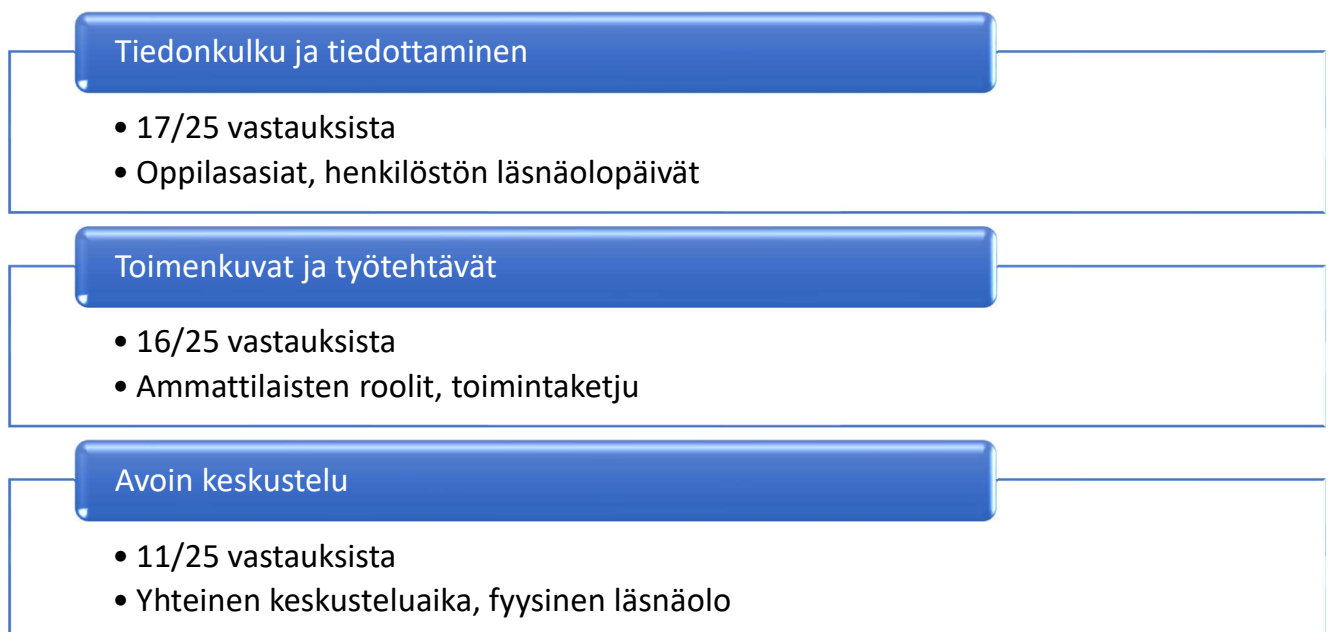 Tiedonkulku ja tiedottaminen
• 17/25 vastauksista
• Oppilasasiat, henkilöstön läsnäolopäivät
Toimenkuvat ja työtehtävät
• 16/25 vastauksista
• Ammattilaisten roolit, toimintaketju
Avoin keskustelu
• 11/25 vastauksista
• Yhteinen keskusteluaika, fyysinen läsnäolo